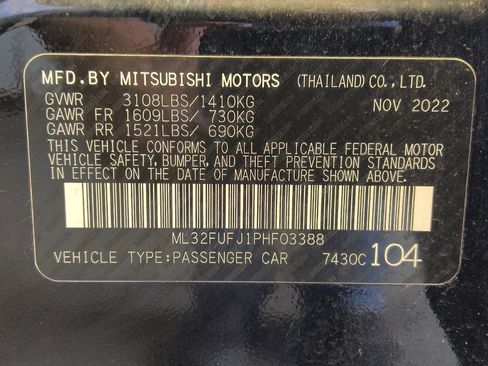 MFD.BY MITSUBISHI MOTORS (THAILAND) CO., LTD.
GVWR 3108LBS/1410KG NOV 2022
GAWR FR 1609LBS/ 730KG
GAWR RR 1521LBS/ 690KG
THIS VEHICLE CONFORMS TO ALL APPLICABLE FEDERAL MOTOR
VEHICLE SAFETY, BUMPER, AND THEFT PREVENTION STANDARDS
IN EFFECT ON THE DATE OF MANUFACTURE SHOWN ABOVE.
ML32FUFJ1PHF03388
VEHICLE TYPE:PASSENGER CAR 7430C 104